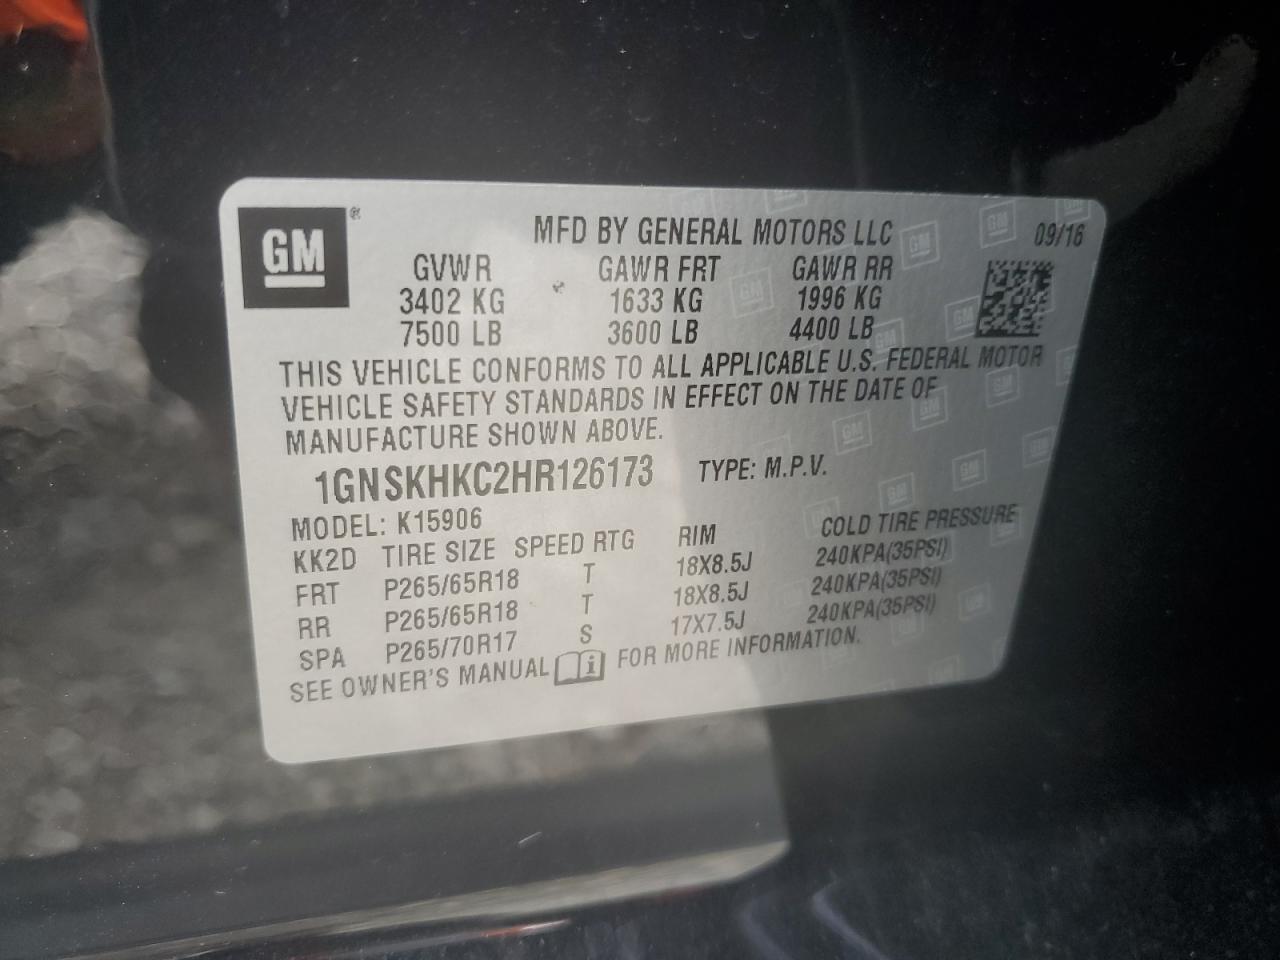 GM ® MFD BY GENERAL MOTORS LLC 09/16
GVWR GAWR FRT GAWR RR
3402 KG 1633 KG 1996 KG
7500 LB 3600 LB 4400 LB
THIS VEHICLE CONFORMS TO ALL APPLICABLE U.S. FEDERAL MOTOR
VEHICLE SAFETY STANDARDS IN EFFECT ON THE DATE OF
MANUFACTURE SHOWN ABOVE.
1GNSKHKC2HR126173 TYPE: M.P.V.
MODEL: K15906
KK2D TIRE SIZE SPEED RTG RIM COLD TIRE PRESSURE
FRT P265/65R18 T 18X8.5J 240KPA(35PSI)
RR P265/65R18 T 18X8.5J 240KPA(35PSI)
SPA P265/70R17 S 17X7.5J 240KPA(35PSI)
SEE OWNER'S MANUAL i FOR MORE INFORMATION.